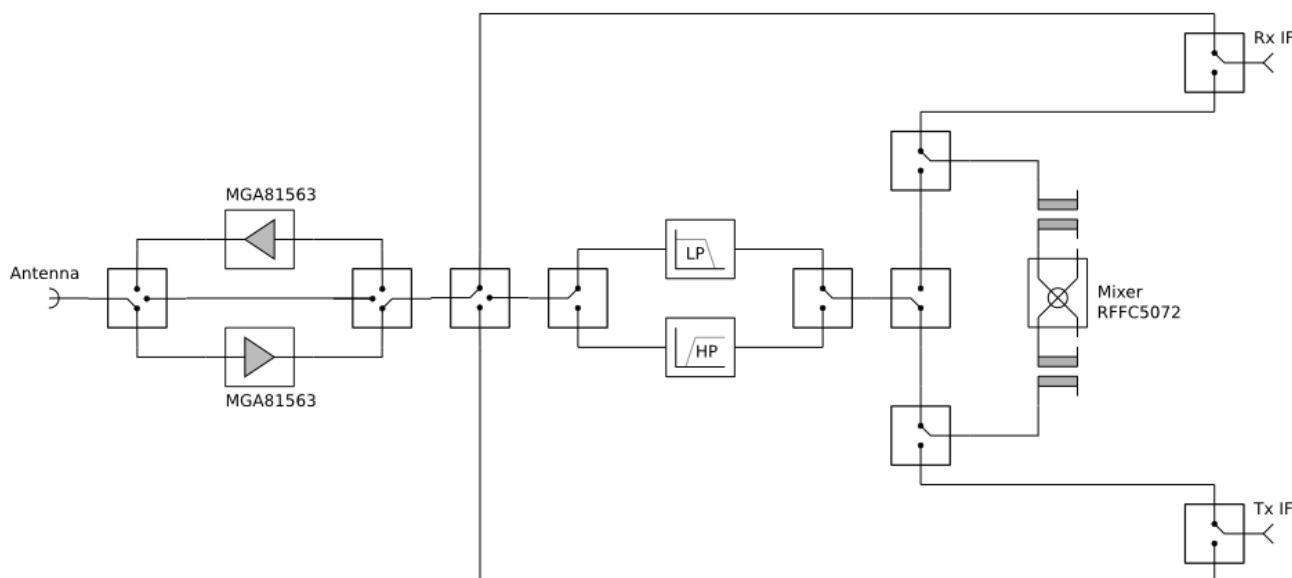 Rx IF
MGA81563
Antenna
LP
Mixer
RFFC5072
HP
MGA81563
Tx IF